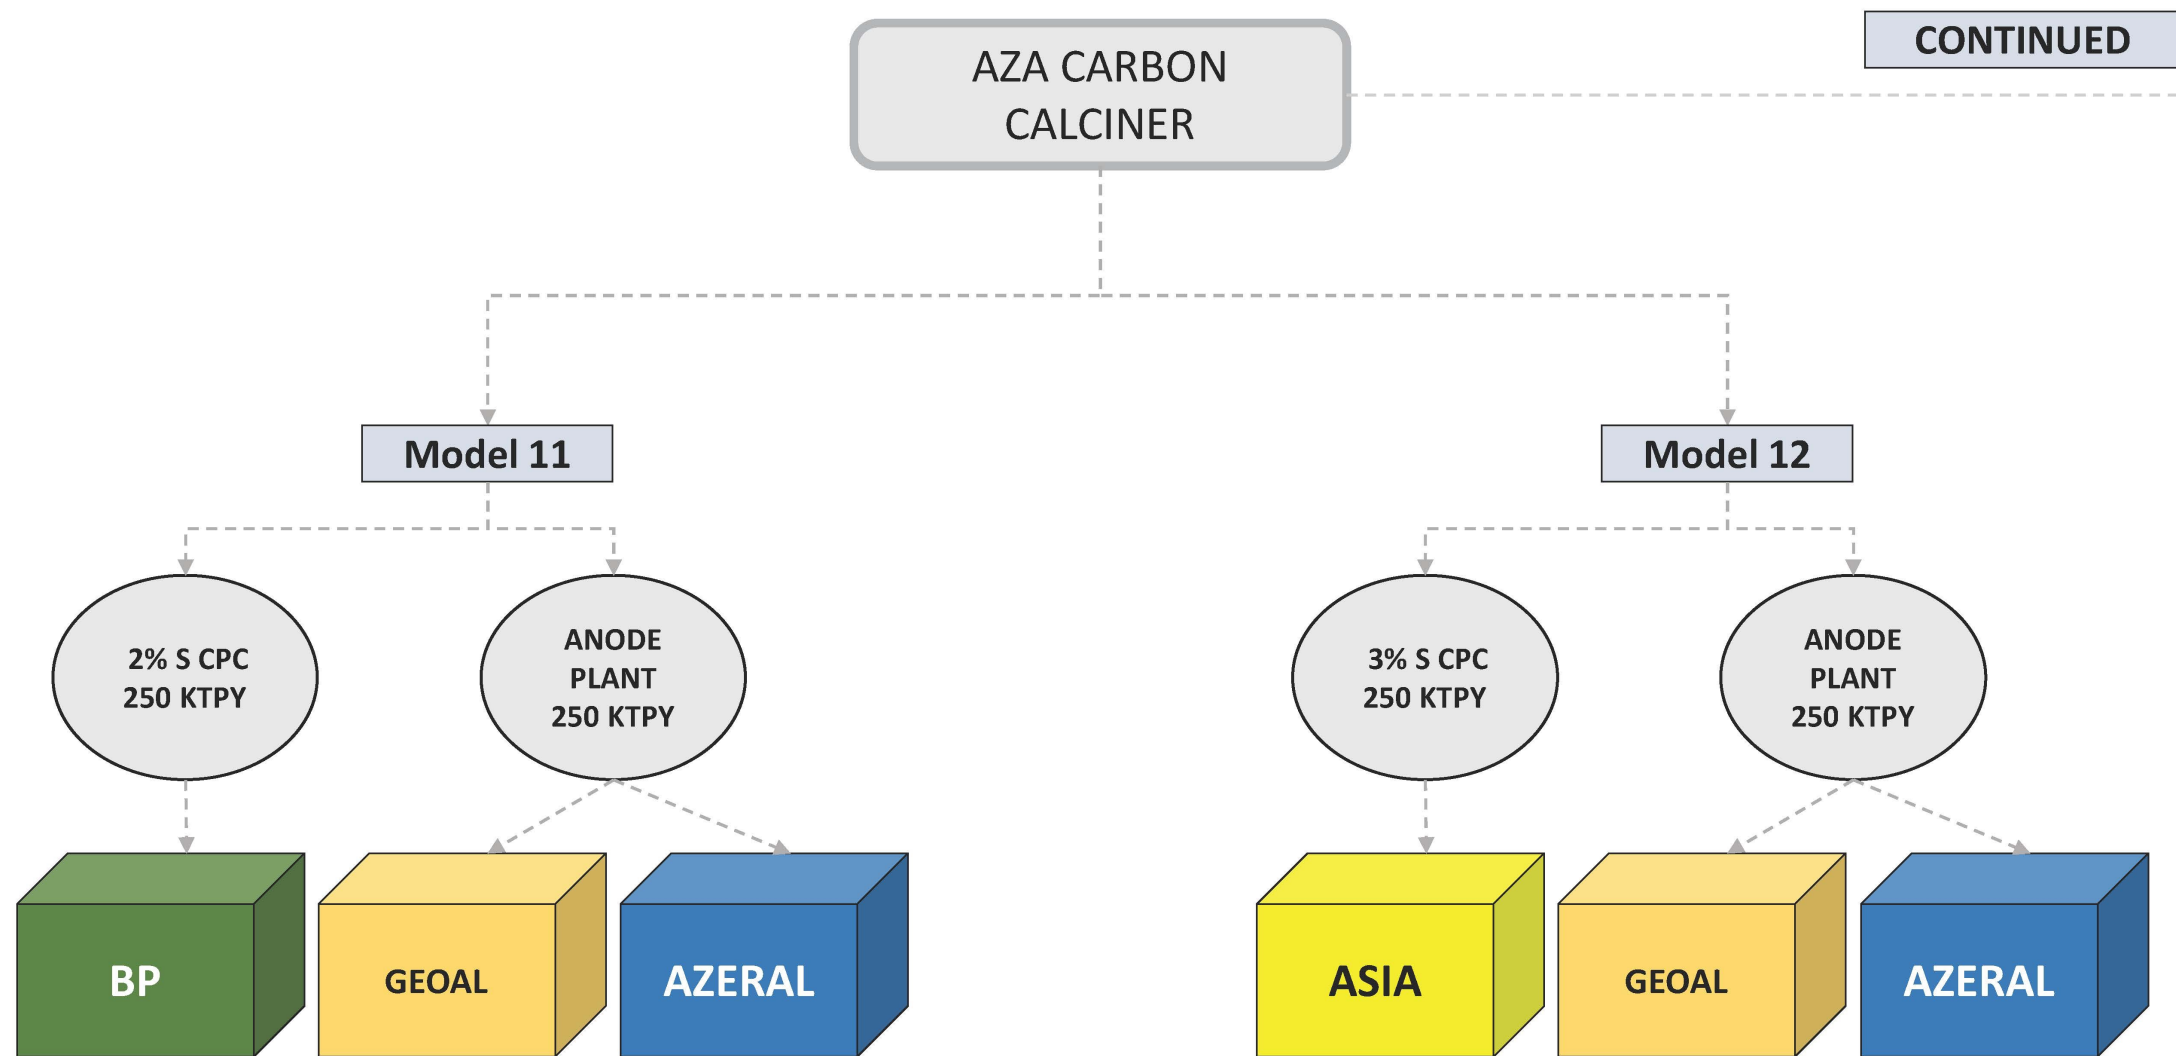 AZA CARBON
CALCINER
CONTINUED
Model 11
Model 12
2% S CPC
250 KTPY
ANODE
PLANT
250 KTPY
3% S CPC
250 KTPY
ANODE
PLANT
250 KTPY
BP
GEOAL
AZERAL
ASIA
GEOAL
AZERAL